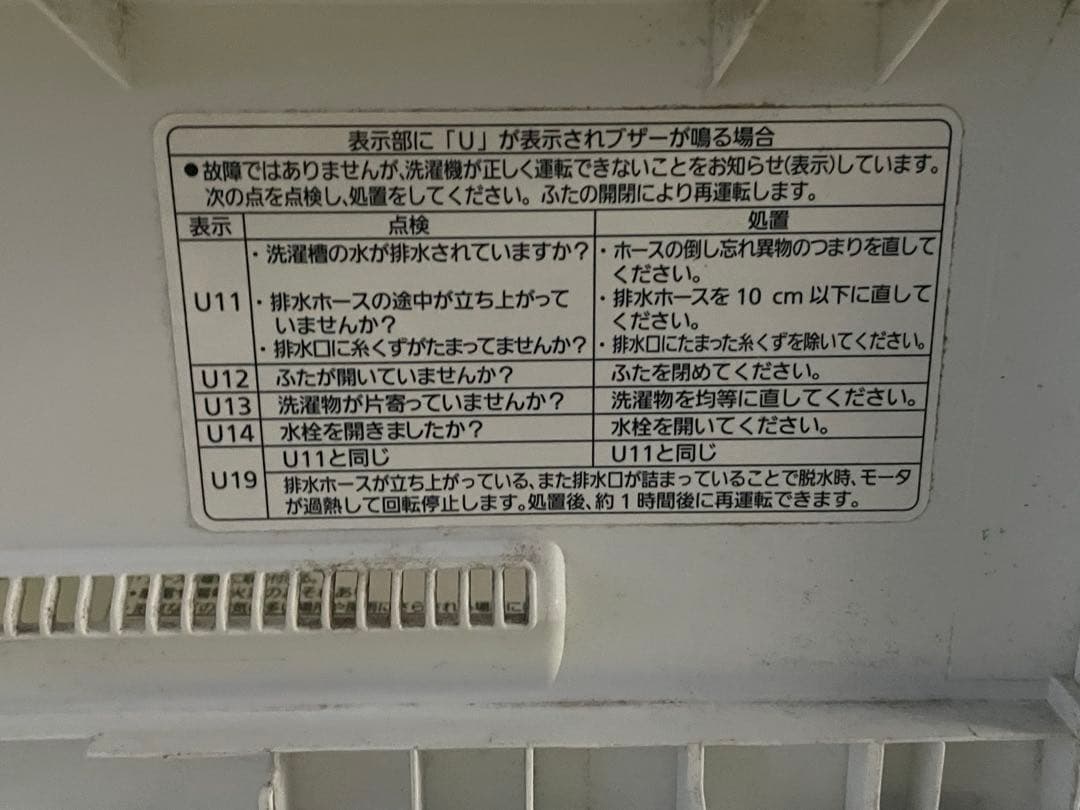 表示部に「U」が表示されブザーが鳴る場合
●故障ではありませんが、洗濯機が正しく運転できないことをお知らせ(表示)しています。
次の点を点検し、処置をしてください。ふたの開閉により再運転します。
表示 点検 処置
U11
・洗濯槽の水が排水されていますか?
・排水ホースの途中が立ち上がって
いませんか?
・排水口に糸くずがたまってませんか?
・ホースの倒し忘れ異物のつまりを直して
ください。
・排水ホースを10 cm以下に直して
ください。
・排水口にたまった糸くずを除いてください。
U12 ふたが開いていませんか? ふたを閉めてください。
U13 洗濯物が片寄っていませんか? 洗濯物を均等に直してください。
U14 水栓を開きましたか? 水栓を開いてください。
U19
U11と同じ U11と同じ
排水ホースが立ち上がっている、また排水口が詰まっていることで脱水時、モータ
が過熱して回転停止します。処置後、約1時間後に再運転できます。